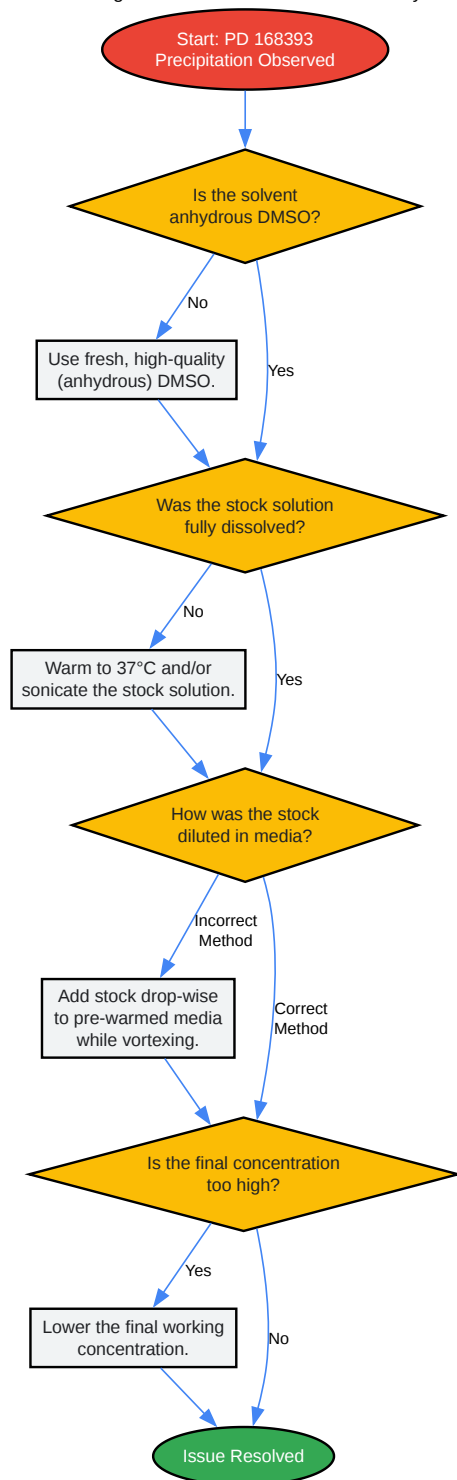 Start: PD 168393
Precipitation Observed
Is the solvent
anhydrous DMSO?
No
Use fresh, high-quality
(anhydrous) DMSO.
Yes
Was the stock solution
fully dissolved?
No
Warm to 37°C and/or
sonicate the stock solution.
Yes
How was the stock
diluted in media?
Incorrect
Method
Add stock drop-wise
to pre-warmed media
while vortexing.
Correct
Method
Is the final concentration
too high?
Yes
Lower the final working
concentration.
No
Issue Resolved